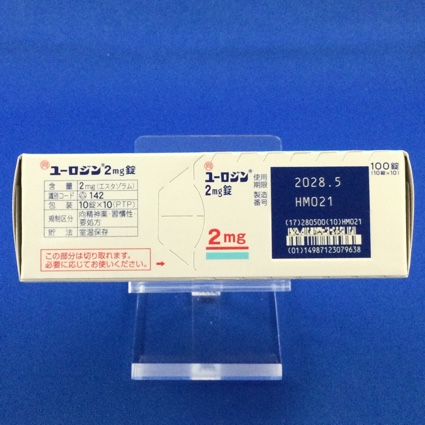 向 ユーロジン® 2mg錠
含 量 2mg(エスタゾラム)
識別コード 142
包 装 10錠×10(PTP)
規制区分 向精神薬 習慣性
要処方
貯 法 室温保存
この部分は切り取れます。
必要に応じてお使いください。 →
向 ユーロジン®
2mg錠
2mg
使用
期限
製造
番号
2028.5
HM021
(17)280500(10)HM021
(01)14987123079638
100錠
(10錠×10)